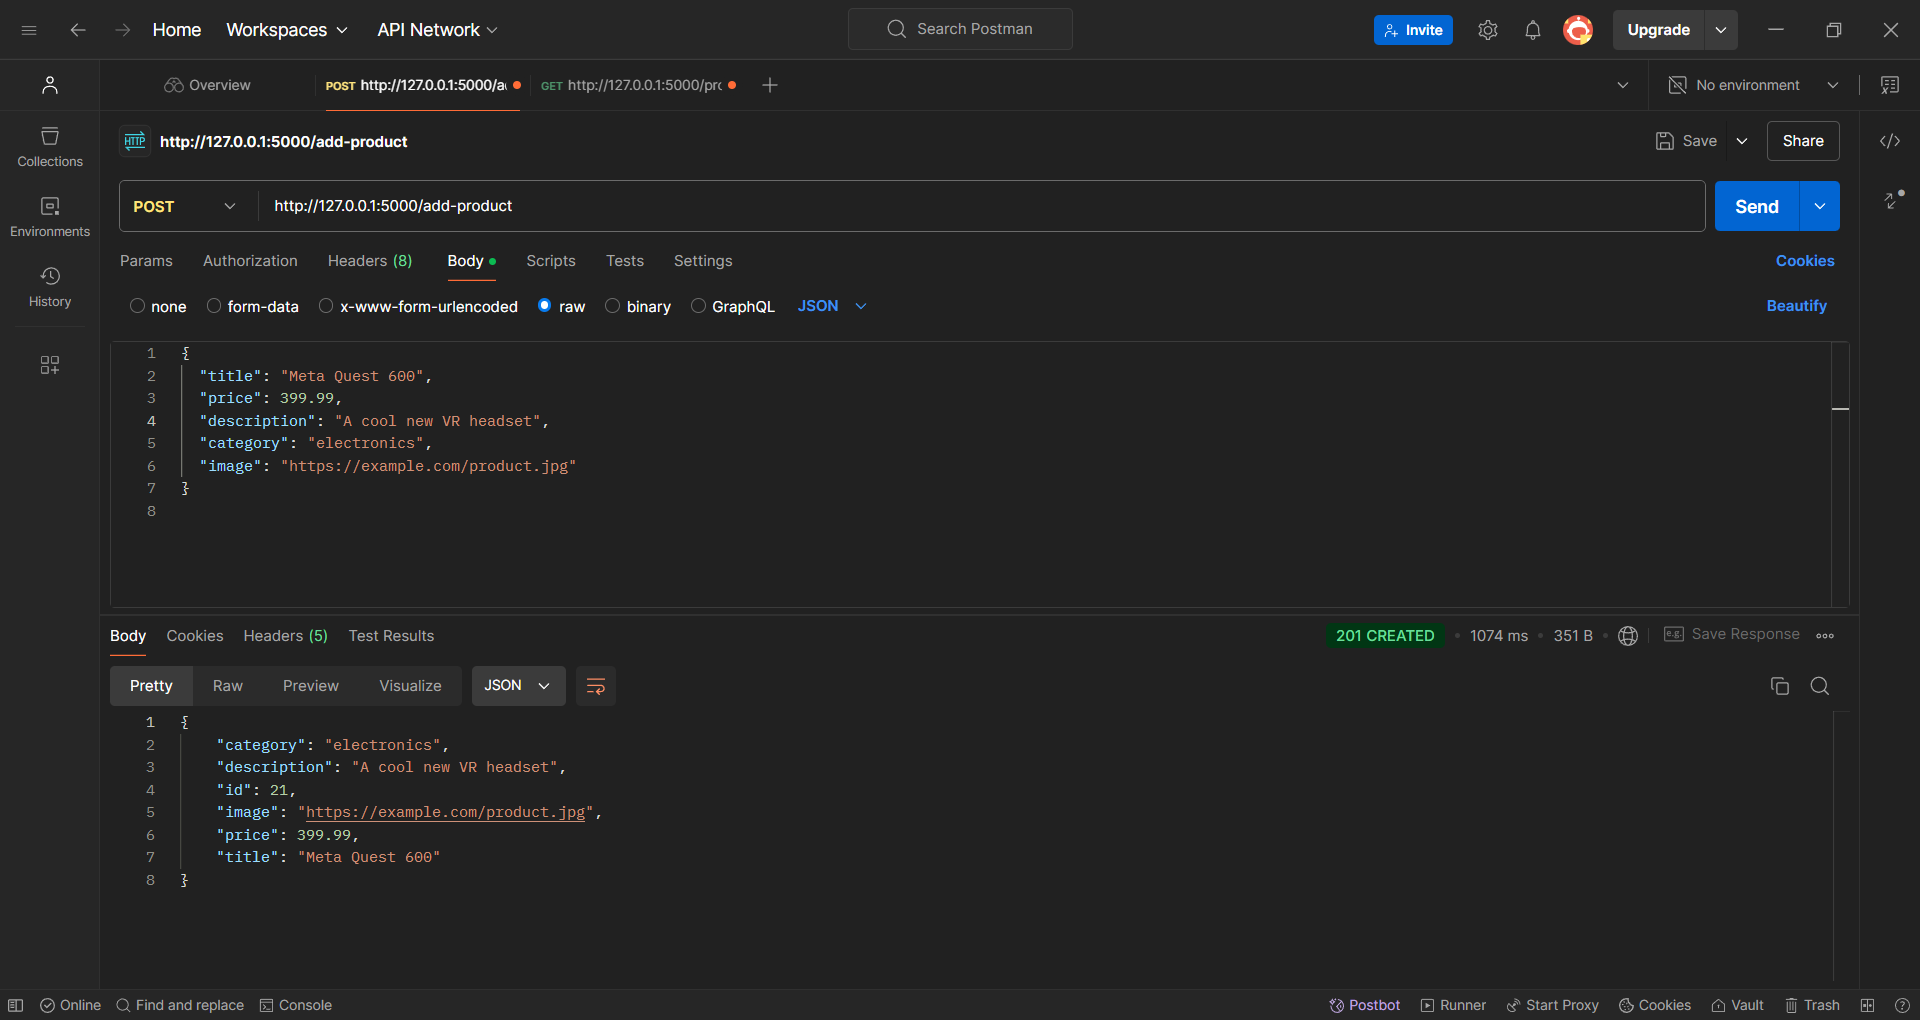 Home Workspaces API Network Search Postman Invite Upgrade
Overview POST http://127.0.0.1:5000/a GET http://127.0.0.1:5000/pr No environment
HTTP http://127.0.0.1:5000/add-product Save Share
Collections
Environments
History
POST http://127.0.0.1:5000/add-product Send
Params Authorization Headers (8) Body Scripts Tests Settings Cookies
none form-data x-www-form-urlencoded raw binary GraphQL JSON Beautify
1 {
2 "title": "Meta Quest 600",
3 "price": 399.99,
4 "description": "A cool new VR headset",
5 "category": "electronics",
6 "image": "https://example.com/product.jpg"
7 }
8
Body Cookies Headers (5) Test Results 201 CREATED 1074 ms 351 B e.g. Save Response
Pretty Raw Preview Visualize JSON
1 {
2 "category": "electronics",
3 "description": "A cool new VR headset",
4 "id": 21,
5 "image": "https://example.com/product.jpg",
6 "price": 399.99,
7 "title": "Meta Quest 600"
8 }
Online Find and replace Console Postbot Runner Start Proxy Cookies Vault Trash